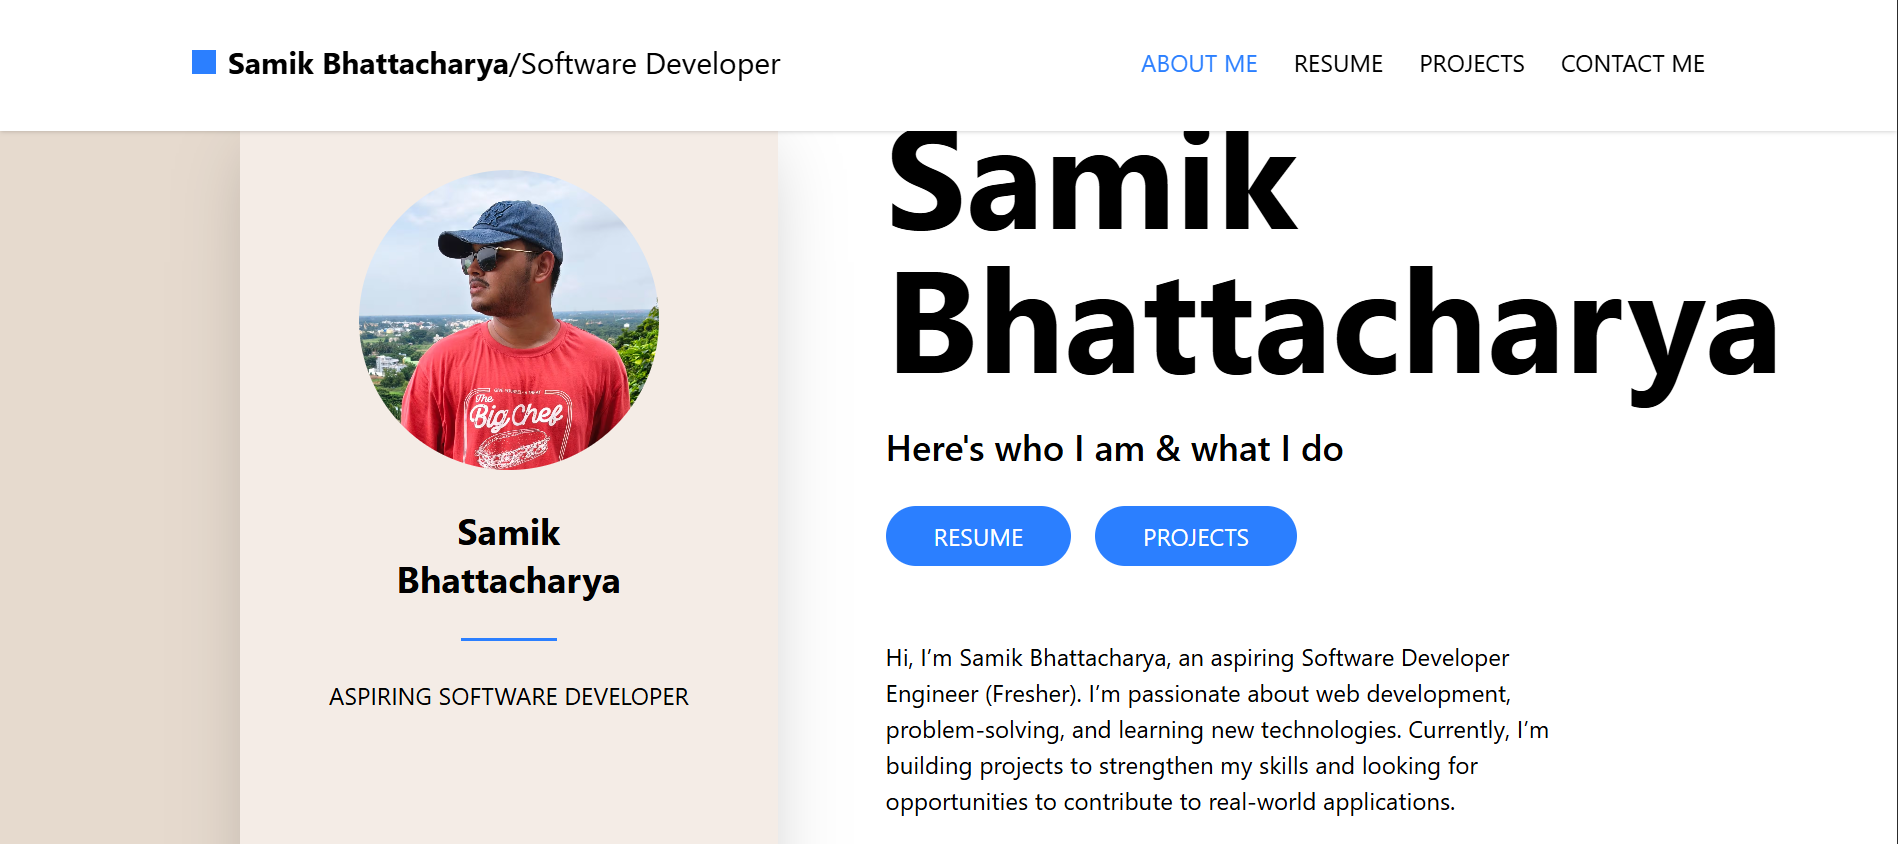 Samik Bhattacharya/Software Developer
ABOUT ME
RESUME
PROJECTS
CONTACT ME
The
Big Chef
Samik
Bhattacharya
ASPIRING SOFTWARE DEVELOPER
Samik
Bhattacharya
Here's who I am & what I do
RESUME
PROJECTS
Hi, I’m Samik Bhattacharya, an aspiring Software Developer
Engineer (Fresher). I’m passionate about web development,
problem-solving, and learning new technologies. Currently, I’m
building projects to strengthen my skills and looking for
opportunities to contribute to real-world applications.